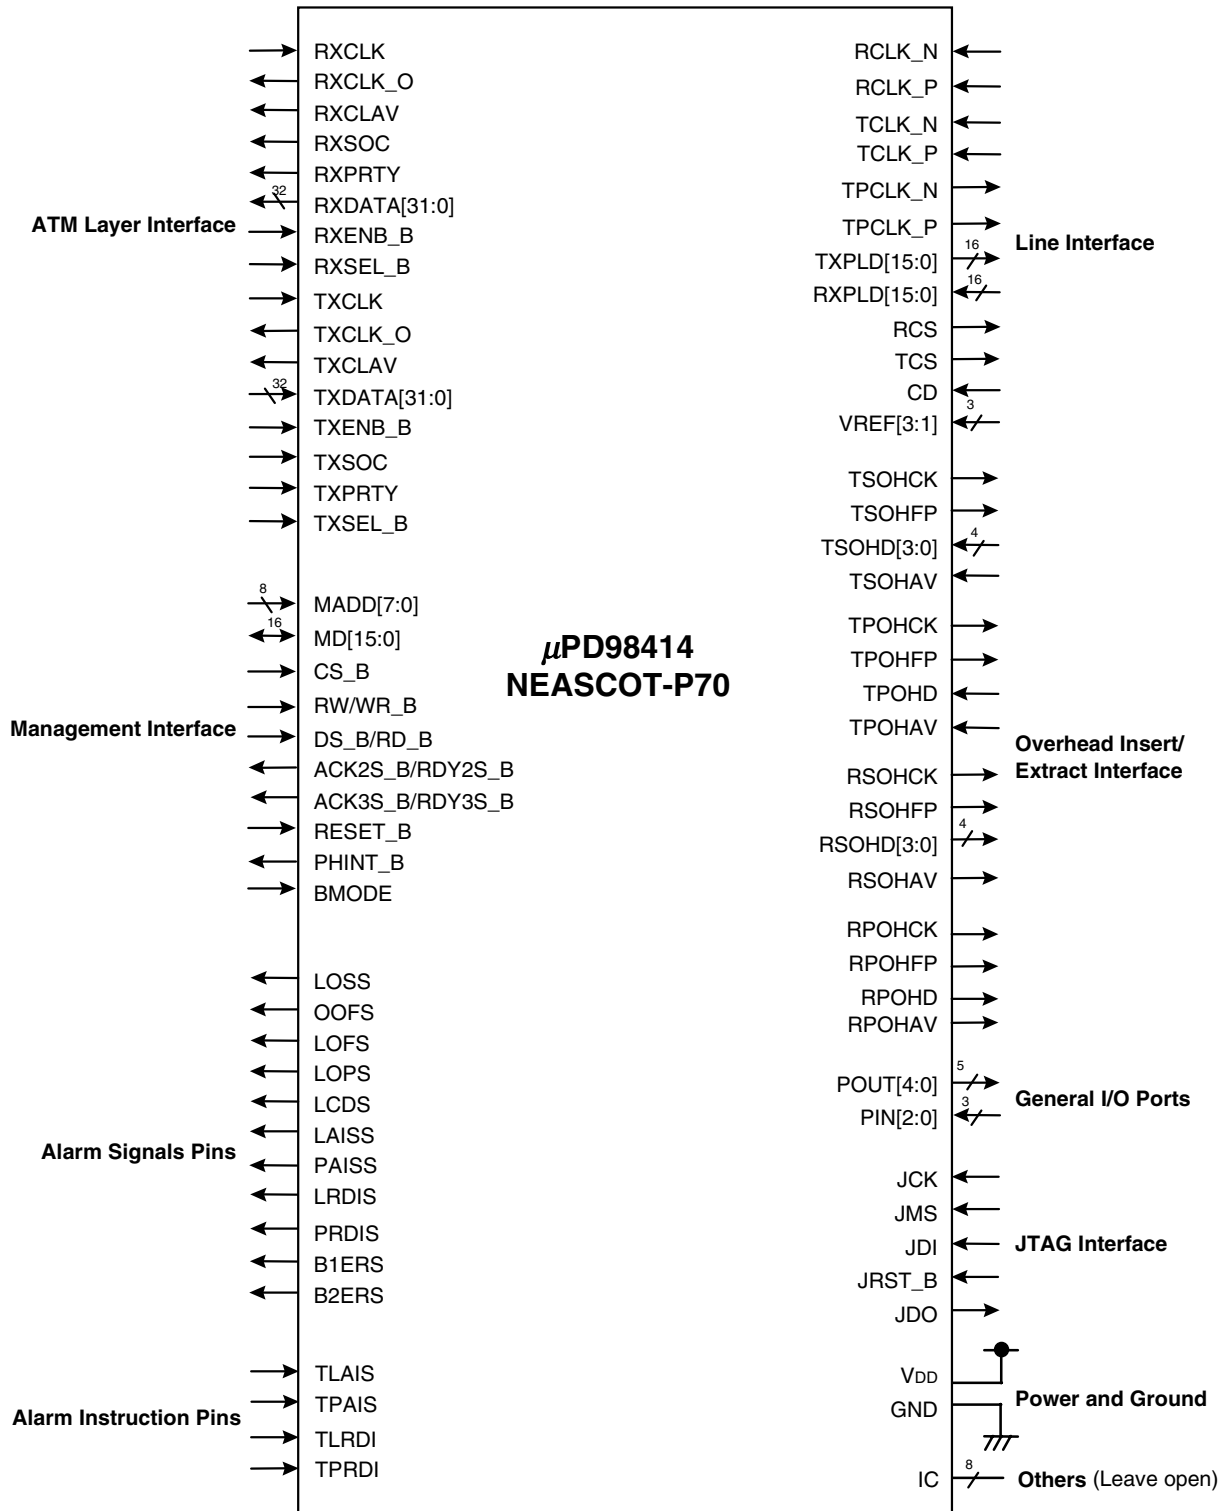 ATM Layer Interface
RXCLK
RXCLK_O
RXCLAV
RXSOC
RXPRTY
32
RXDATA[31:0]
RXENB_B
RXSEL_B
TXCLK
TXCLK_O
TXCLAV
32
TXDATA[31:0]
TXENB_B
TXSOC
TXPRTY
TXSEL_B
Management Interface
8
MADD[7:0]
16
MD[15:0]
CS_B
RW/WR_B
DS_B/RD_B
ACK2S_B/RDY2S_B
ACK3S_B/RDY3S_B
RESET_B
PHINT_B
BMODE
Alarm Signals Pins
LOSS
OOFS
LOFS
LOPS
LCDS
LAISS
PAISS
LRDIS
PRDIS
B1ERS
B2ERS
Alarm Instruction Pins
TLAIS
TPAIS
TLRDI
TPRDI
μPD98414
NEASCOT-P70
RCLK_N
RCLK_P
TCLK_N
TCLK_P
TPCLK_N
TPCLK_P
TXPLD[15:0]
16
RXPLD[15:0]
16
RCS
TCS
CD
VREF[3:1]
3
Line Interface
TSOHCK
TSOHFP
TSOHD[3:0]
4
TSOHAV
TPOHCK
TPOHFP
TPOHD
TPOHAV
RSOHCK
RSOHFP
RSOHD[3:0]
4
RSOHAV
RPOHCK
RPOHFP
RPOHD
RPOHAV
Overhead Insert/
Extract Interface
POUT[4:0]
5
PIN[2:0]
3
General I/O Ports
JCK
JMS
JDI
JRST_B
JDO
JTAG Interface
VDD
GND
Power and Ground
IC
8
Others (Leave open)